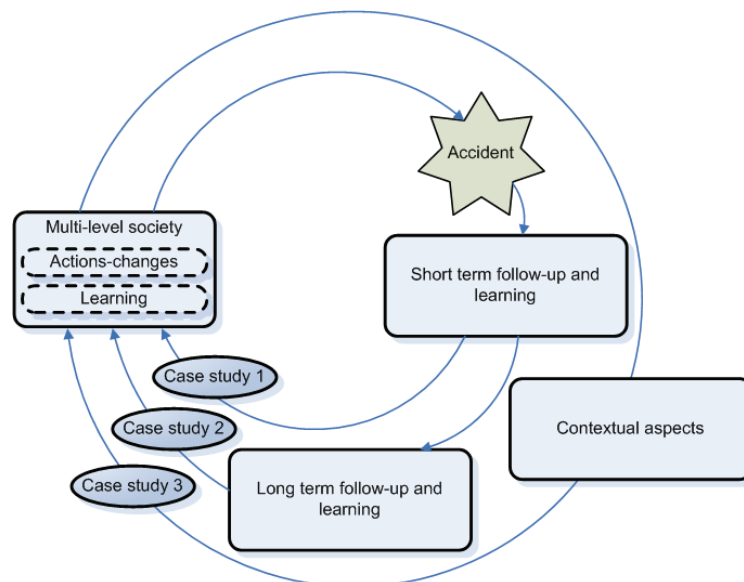 Accident
Multi-level society
Actions-changes
Learning
Short term follow-up and
learning
Case study 1
Case study 2
Case study 3
Contextual aspects
Long term follow-up and
learning